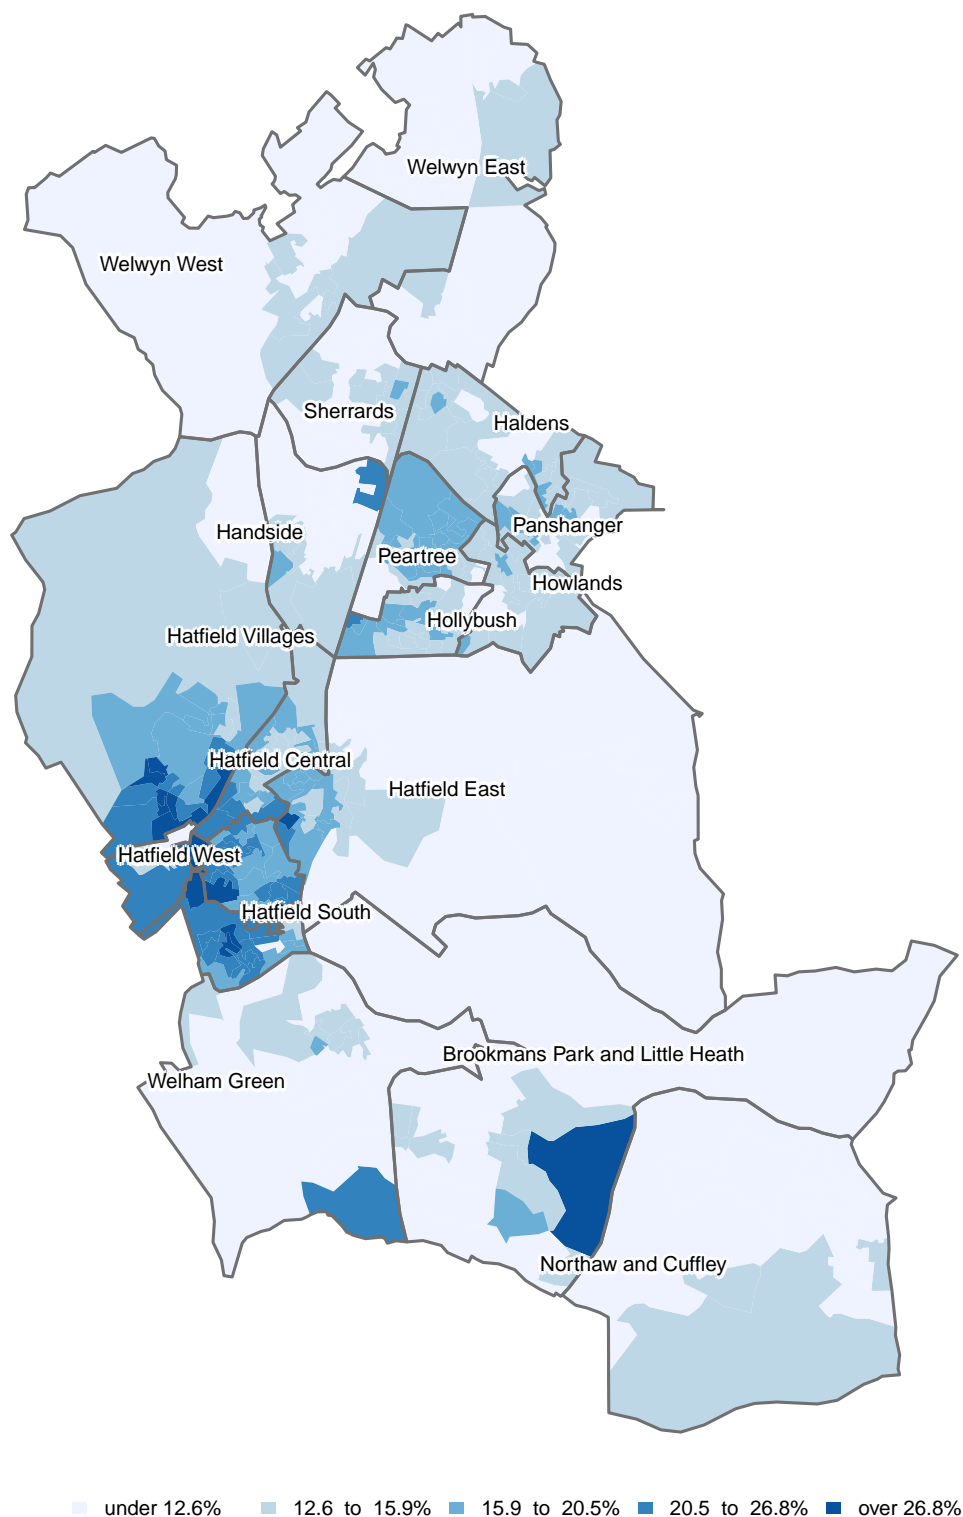 Welwyn East
Welwyn West
Sherrards
Haldens
Handside
Panshanger
Peartree
Howlands
Hollybush
Hatfield Villages
Hatfield Central
Hatfield East
Hatfield West
Hatfield South
Brookmans Park and Little Heath
Welham Green
Northaw and Cuffley
under 12.6% 12.6 to 15.9% 15.9 to 20.5% 20.5 to 26.8% over 26.8%